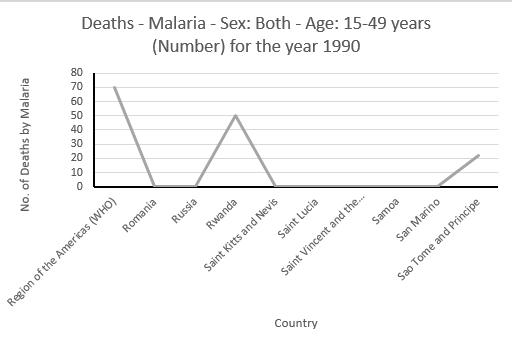 Deaths - Malaria - Sex: Both - Age: 15-49 years
(Number) for the year 1990
No. of Deaths by Malaria
80
70
60
50
40
30
20
10
0
Region of the Americas (WHO)
Romania
Russia
Rwanda
Saint Kitts and Nevis
Saint Lucia
Saint Vincent and the...
Samoa
San Marino
Sao Tome and Principe
Country